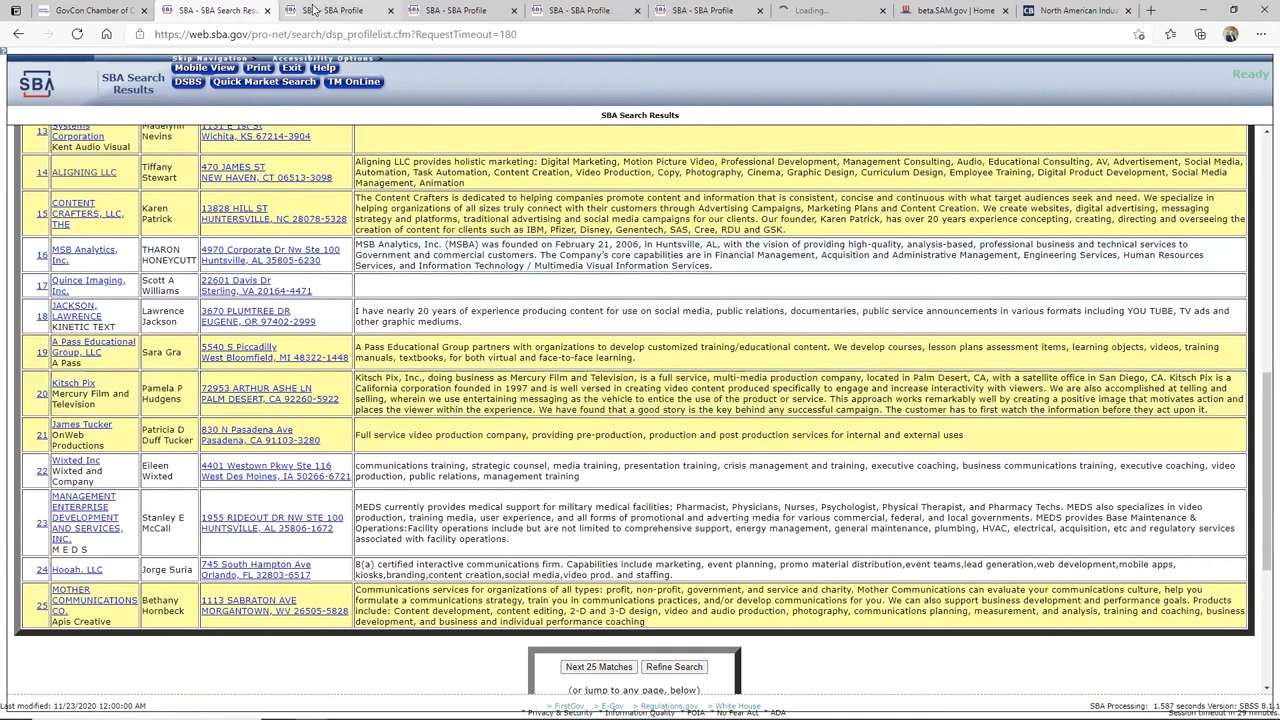 GovCon Chamber of C
SBA - SBA Search Resu
SBA - SBA Profile
SBA - SBA Profile
SBA - SBA Profile
SBA - SBA Profile
Loading...
beta.SAM.gov | Home
North American Indus
https://web.sba.gov/pro-net/search/dsp_profilelist.cfm?RequestTimeout=180
Skip Navigation Accessibility Options
Mobile View Print Exit Help
DSBS Quick Market Search TM OnLine
SBA
SBA Search
Results
Ready
SBA Search Results
13
Systems
Corporation
Kent Audio Visual
Madelynn
Nevins
1131 E 1st St
Wichita, KS 67214-3904
14
ALIGNING LLC
Tiffany
Stewart
470 JAMES ST
NEW HAVEN, CT 06513-3098
Aligning LLC provides holistic marketing: Digital Marketing, Motion Picture Video, Professional Development, Management Consulting, Audio, Educational Consulting, AV, Advertisement, Social Media,
Automation, Task Automation, Content Creation, Video Production, Copy, Photography, Cinema, Graphic Design, Curriculum Design, Employee Training, Digital Product Development, Social Media
Management, Animation
15
CONTENT
CRAFTERS, LLC,
THE
Karen
Patrick
13828 HILL ST
HUNTERSVILLE, NC 28078-5328
The Content Crafters is dedicated to helping companies promote content and information that is consistent, concise and continuous with what target audiences seek and need. We specialize in
helping organizations of all sizes truly connect with their customers through Advertising Campaigns, Marketing Plans and Content Creation. We create websites, digital advertising, messaging
strategy and platforms, traditional advertising and social media campaigns for our clients. Our founder, Karen Patrick, has over 20 years experience concepting, creating, directing and overseeing the
creation of content for clients such as IBM, Pfizer, Disney, Genentech, SAS, Cree, RDU and GSK.
16
MSB Analytics,
Inc.
THARON
HONEYCUTT
4970 Corporate Dr Nw Ste 100
Huntsville, AL 35805-6230
MSB Analytics, Inc. (MSBA) was founded on February 21, 2006, in Huntsville, AL, with the vision of providing high-quality, analysis-based, professional business and technical services to
Government and commercial customers. The Company's core capabilities are in Financial Management, Acquisition and Administrative Management, Engineering Services, Human Resources
Services, and Information Technology / Multimedia Visual Information Services.
17
Quince Imaging,
Inc.
Scott A
Williams
22601 Davis Dr
Sterling, VA 20164-4471
18
JACKSON,
LAWRENCE
KINETIC TEXT
Lawrence
Jackson
3670 PLUMTREE DR
EUGENE, OR 97402-2999
I have nearly 20 years of experience producing content for use on social media, public relations, documentaries, public service announcements in various formats including YOU TUBE, TV ads and
other graphic mediums.
19
A Pass Educational
Group, LLC
A Pass
Sara Gra
5540 S Piccadilly
West Bloomfield, MI 48322-1448
A Pass Educational Group partners with organizations to develop customized training/educational content. We develop courses, lesson plans assessment items, learning objects, videos, training
manuals, textbooks, for both virtual and face-to-face learning.
20
Kitsch Pix
Mercury Film and
Television
Pamela P
Hudgens
72953 ARTHUR ASHE LN
PALM DESERT, CA 92260-5922
Kitsch Pix, Inc., doing business as Mercury Film and Television, is a full service, multi-media production company, located in Palm Desert, CA, with a satellite office in San Diego, CA. Kitsch Pix is a
California corporation founded in 1997 and is well versed in creating video content produced specifically to engage and increase interactivity with viewers. We are also accomplished at telling and
selling, wherein we use entertaining messaging as the vehicle to entice the use of the product or service. This approach works remarkably well by creating a positive image that motivates action and
places the viewer within the experience. We have found that a good story is the key behind any successful campaign. The customer has to first watch the information before they act upon it.
21
James Tucker
OnWeb
Productions
Patricia D
Duff Tucker
830 N Pasadena Ave
Pasadena, CA 91103-3280
Full service video production company, providing pre-production, production and post production services for internal and external uses
22
Wixted Inc
Wixted and
Company
Eileen
Wixted
4401 Westown Pkwy Ste 116
West Des Moines, IA 50266-6721
communications training, strategic counsel, media training, presentation training, crisis management and training, executive coaching, business communications training, executive coaching, video
production, public relations, management training
23
MANAGEMENT
ENTERPRISE
DEVELOPMENT
AND SERVICES,
INC.
M E D S
Stanley E
McCall
1955 RIDEOUT DR NW STE 100
HUNTSVILLE, AL 35806-1672
MEDS currently provides medical support for military medical facilities; Pharmacist, Physicians, Nurses, Psychologist, Physical Therapist, and Pharmacy Techs. MEDS also specializes in video
production, training media, user experience, and all forms of promotional and adverting media for various commercial, federal, and local governments. MEDS provides Base Maintenance &
Operations:Facility operations include but are not limited to comprehensive support, energy management, general maintenance, plumbing, HVAC, electrical, acquisition, etc and regulatory services
associated with facility operations.
24
Hooah, LLC
Jorge Suria
745 South Hampton Ave
Orlando, FL 32803-6517
8(a) certified interactive communications firm. Capabilities include marketing, event planning, promo material distribution,event teams,lead generation,web development,mobile apps,
kiosks,branding,content creation,social media,video prod. and staffing.
25
MOTHER
COMMUNICATIONS
CO.
Apis Creative
Bethany
Hornbeck
1113 SABRATON AVE
MORGANTOWN, WV 26505-5828
Communications services for organizations of all types: profit, non-profit, government, and service and charity. Mother Communications can evaluate your communications culture, help you
formulate a communications strategy, train you in communications practices, and/or develop communications for you. We can also support business development and performance goals. Products
include: Content development, content editing, 2-D and 3-D design, video and audio production, photography, communications planning, measurement, and analysis, training and coaching, business
development, and business and individual performance coaching
Next 25 Matches Refine Search
(or jump to any page, below)
Last modified: 11/23/2020 12:00:00 AM
> FirstGov > E-Gov > Regulations.gov > White House
* Privacy & Security * Information Quality * FOIA * No Fear Act * ADA
SBA Processing: 1.587 seconds Version: SBSS 8.1.1
Session timeout in 29 minutes.